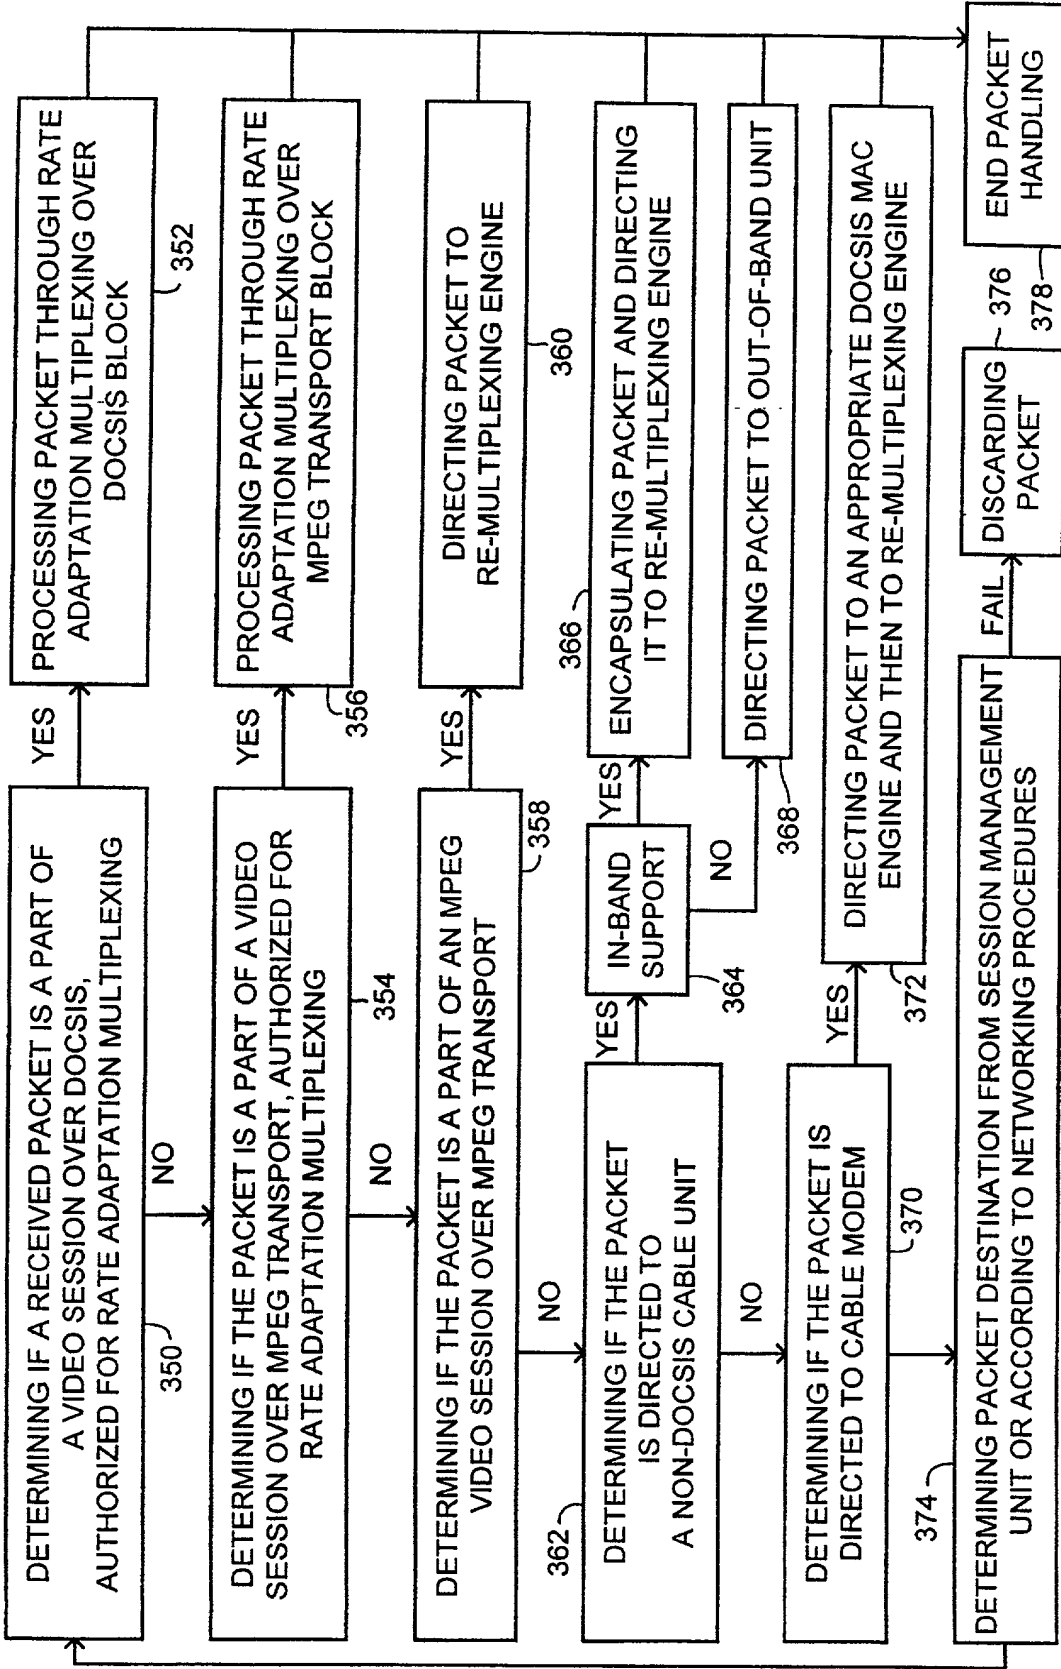 DETERMINING IF A RECEIVED PACKET IS A PART OF
A VIDEO SESSION OVER DOCSIS,
AUTHORIZED FOR RATE ADAPTATION MULTIPLEXING
350
YES
PROCESSING PACKET THROUGH RATE
ADAPTATION MULTIPLEXING OVER
DOCSIS BLOCK
352
NO
DETERMINING IF THE PACKET IS A PART OF A VIDEO
SESSION OVER MPEG TRANSPORT, AUTHORIZED FOR
RATE ADAPTATION MULTIPLEXING
354
YES
PROCESSING PACKET THROUGH RATE
ADAPTATION MULTIPLEXING OVER
MPEG TRANSPORT BLOCK
356
NO
DETERMINING IF THE PACKET IS A PART OF AN MPEG
VIDEO SESSION OVER MPEG TRANSPORT
358
YES
DIRECTING PACKET TO
RE-MULTIPLEXING ENGINE
360
NO
362
DETERMINING IF THE PACKET
IS DIRECTED TO
A NON-DOCSIS CABLE UNIT
YES
IN-BAND
SUPPORT
364
YES
366
ENCAPSULATING PACKET AND DIRECTING
IT TO RE-MULTIPLEXING ENGINE
NO
DIRECTING PACKET TO OUT-OF-BAND UNIT
368
NO
DETERMINING IF THE PACKET IS
DIRECTED TO CABLE MODEM
370
YES
DIRECTING PACKET TO AN APPROPRIATE DOCSIS MAC
ENGINE AND THEN TO RE-MULTIPLEXING ENGINE
372
374
DETERMINING PACKET DESTINATION FROM SESSION MANAGEMENT
UNIT OR ACCORDING TO NETWORKING PROCEDURES
FAIL
DISCARDING
PACKET
376
END PACKET
HANDLING
378